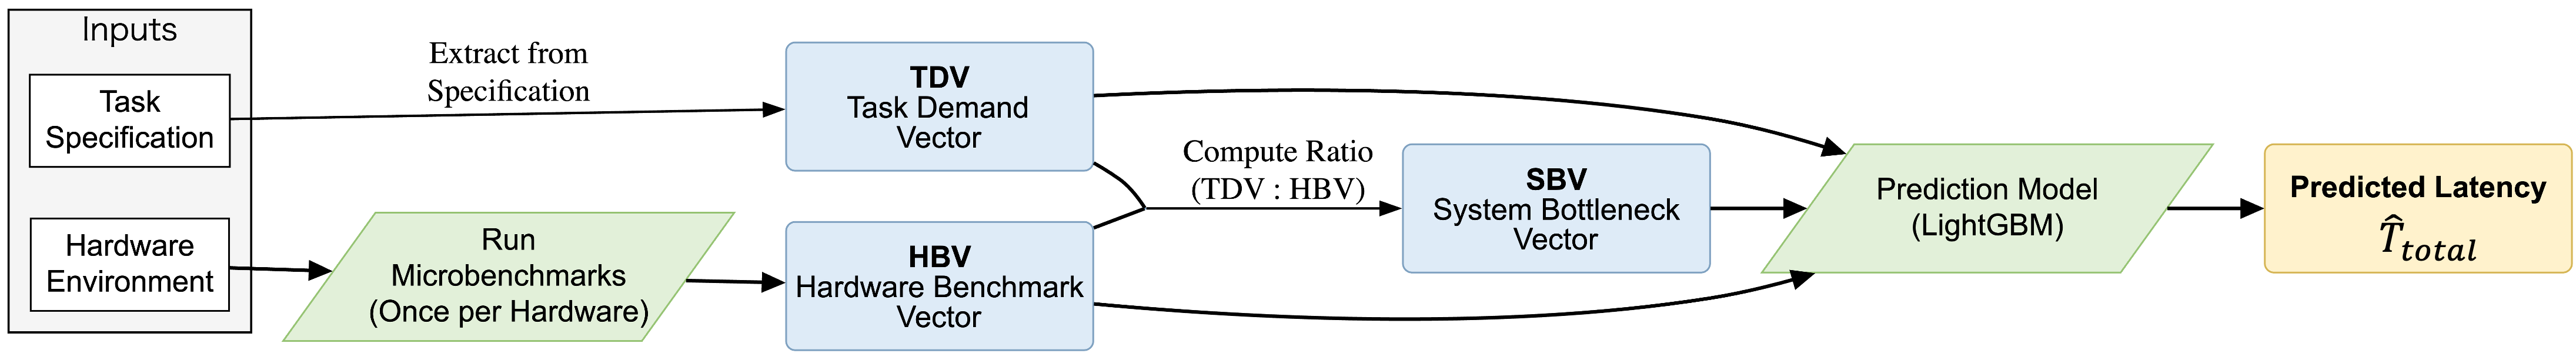 Inputs
Task
Specification
Hardware
Environment
Extract from
Specification
Run
Microbenchmarks
(Once per Hardware)
TDV
Task Demand
Vector
HBV
Hardware Benchmark
Vector
Compute Ratio
(TDV : HBV)
SBV
System Bottleneck
Vector
Prediction Model
(LightGBM)
Predicted Latency
T̂total